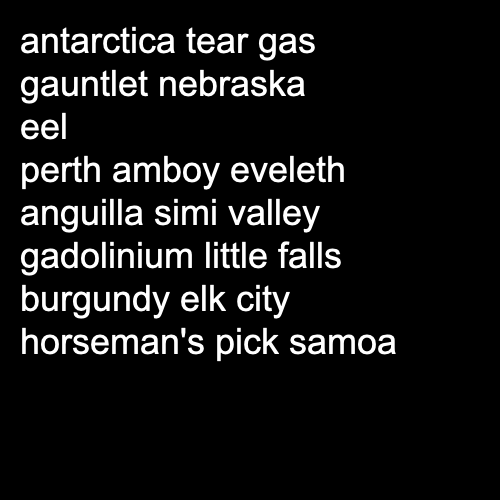 antarctica tear gas
gauntlet nebraska
eel
perth amboy eveleth
anguilla simi valley
gadolinium little falls
burgundy elk city
horseman's pick samoa